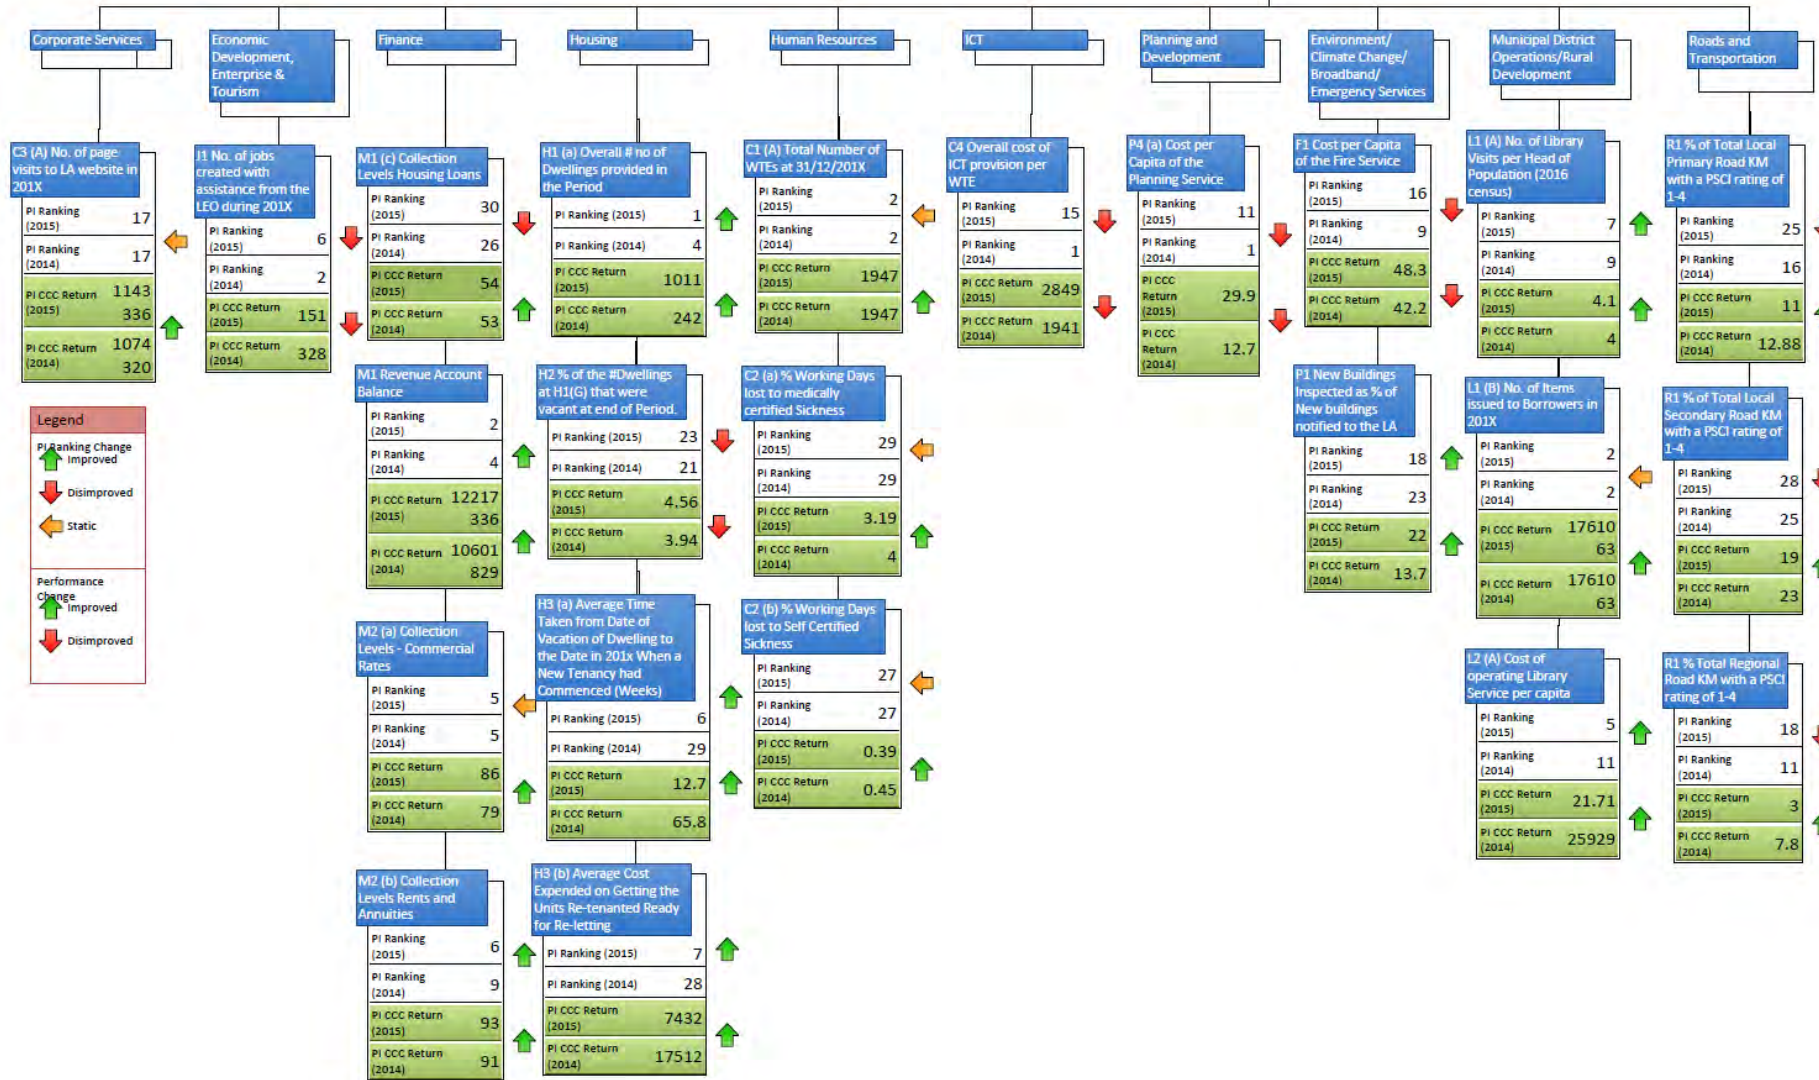 Corporate Services
Economic
Development,
Enterprise &
Tourism
Finance
Housing
Human Resources
ICT
Planning and
Development
Environment/
Climate Change/
Broadband/
Emergency Services
Municipal District
Operations/Rural
Development
Roads and
Transportation
C3 (A) No. of page
visits to LA website in
201X
PI Ranking
(2015)
17
PI Ranking
(2014)
17
PI CCC Return
(2015)
1143
336
PI CCC Return
(2014)
1074
320
Legend
PI Ranking Change
Improved
Disimproved
Static
Performance
Change
Improved
Disimproved
J1 No. of jobs
created with
assistance from the
LEO during 201X
PI Ranking
(2015)
6
PI Ranking
(2014)
2
PI CCC Return
(2015)
151
PI CCC Return
(2014)
328
M1 (c) Collection
Levels Housing Loans
PI Ranking
(2015)
30
PI Ranking
(2014)
26
PI CCC Return
(2015)
54
PI CCC Return
(2014)
53
M1 Revenue Account
Balance
PI Ranking
(2015)
2
PI Ranking
(2014)
4
PI CCC Return
(2015)
12217
336
PI CCC Return
(2014)
10601
829
M2 (a) Collection
Levels - Commercial
Rates
PI Ranking
(2015)
5
PI Ranking
(2014)
5
PI CCC Return
(2015)
86
PI CCC Return
(2014)
79
M2 (b) Collection
Levels Rents and
Annuities
PI Ranking
(2015)
6
PI Ranking
(2014)
9
PI CCC Return
(2015)
93
PI CCC Return
(2014)
91
H1 (a) Overall # no of
Dwellings provided in
the Period
PI Ranking (2015)
1
PI Ranking (2014)
4
PI CCC Return
(2015)
1011
PI CCC Return
(2014)
242
H2 % of the #Dwellings
at H1(G) that were
vacant at end of Period.
PI Ranking (2015)
23
PI Ranking (2014)
21
PI CCC Return
(2015)
4.56
PI CCC Return
(2014)
3.94
H3 (a) Average Time
Taken from Date of
Vacation of Dwelling to
the Date in 201x When a
New Tenancy had
Commenced (Weeks)
PI Ranking (2015)
6
PI Ranking (2014)
29
PI CCC Return
(2015)
12.7
PI CCC Return
(2014)
65.8
H3 (b) Average Cost
Expended on Getting the
Units Re-tenanted Ready
for Re-letting
PI Ranking (2015)
7
PI Ranking (2014)
28
PI CCC Return
(2015)
7432
PI CCC Return
(2014)
17512
C1 (A) Total Number of
WTEs at 31/12/201X
PI Ranking
(2015)
2
PI Ranking
(2014)
2
PI CCC Return
(2015)
1947
PI CCC Return
(2014)
1947
C2 (a) % Working Days
lost to medically
certified Sickness
PI Ranking
(2015)
29
PI Ranking
(2014)
29
PI CCC Return
(2015)
3.19
PI CCC Return
(2014)
4
C2 (b) % Working Days
lost to Self Certified
Sickness
PI Ranking
(2015)
27
PI Ranking
(2014)
27
PI CCC Return
(2015)
0.39
PI CCC Return
(2014)
0.45
C4 Overall cost of
ICT provision per
WTE
PI Ranking
(2015)
15
PI Ranking
(2014)
1
PI CCC Return
(2015)
2849
PI CCC Return
(2014)
1941
P4 (a) Cost per
Capita of the
Planning Service
PI Ranking
(2015)
11
PI Ranking
(2014)
1
PI CCC
Return
(2015)
29.9
PI CCC
Return
(2014)
12.7
F1 Cost per Capita
of the Fire Service
PI Ranking
(2015)
16
PI Ranking
(2014)
9
PI CCC Return
(2015)
48.3
PI CCC Return
(2014)
42.2
P1 New Buildings
Inspected as % of
New buildings
notified to the LA
PI Ranking
(2015)
18
PI Ranking
(2014)
23
PI CCC Return
(2015)
22
PI CCC Return
(2014)
13.7
L1 (A) No. of Library
Visits per Head of
Population (2016
census)
PI Ranking
(2015)
7
PI Ranking
(2014)
9
PI CCC Return
(2015)
4.1
PI CCC Return
(2014)
4
L1 (B) No. of Items
issued to Borrowers in
201X
PI Ranking
(2015)
2
PI Ranking
(2014)
2
PI CCC Return
(2015)
17610
63
PI CCC Return
(2014)
17610
63
L2 (A) Cost of
operating Library
Service per capita
PI Ranking
(2015)
5
PI Ranking
(2014)
11
PI CCC Return
(2015)
21.71
PI CCC Return
(2014)
25929
R1 % of Total Local
Primary Road KM
with a PSCI rating of
1-4
PI Ranking
(2015)
25
PI Ranking
(2014)
16
PI CCC Return
(2015)
11
PI CCC Return
(2014)
12.88
R1 % of Total Local
Secondary Road KM
with a PSCI rating of
1-4
PI Ranking
(2015)
28
PI Ranking
(2014)
25
PI CCC Return
(2015)
19
PI CCC Return
(2014)
23
R1 % Total Regional
Road KM with a PSCI
rating of 1-4
PI Ranking
(2015)
18
PI Ranking
(2014)
11
PI CCC Return
(2015)
3
PI CCC Return
(2014)
7.8